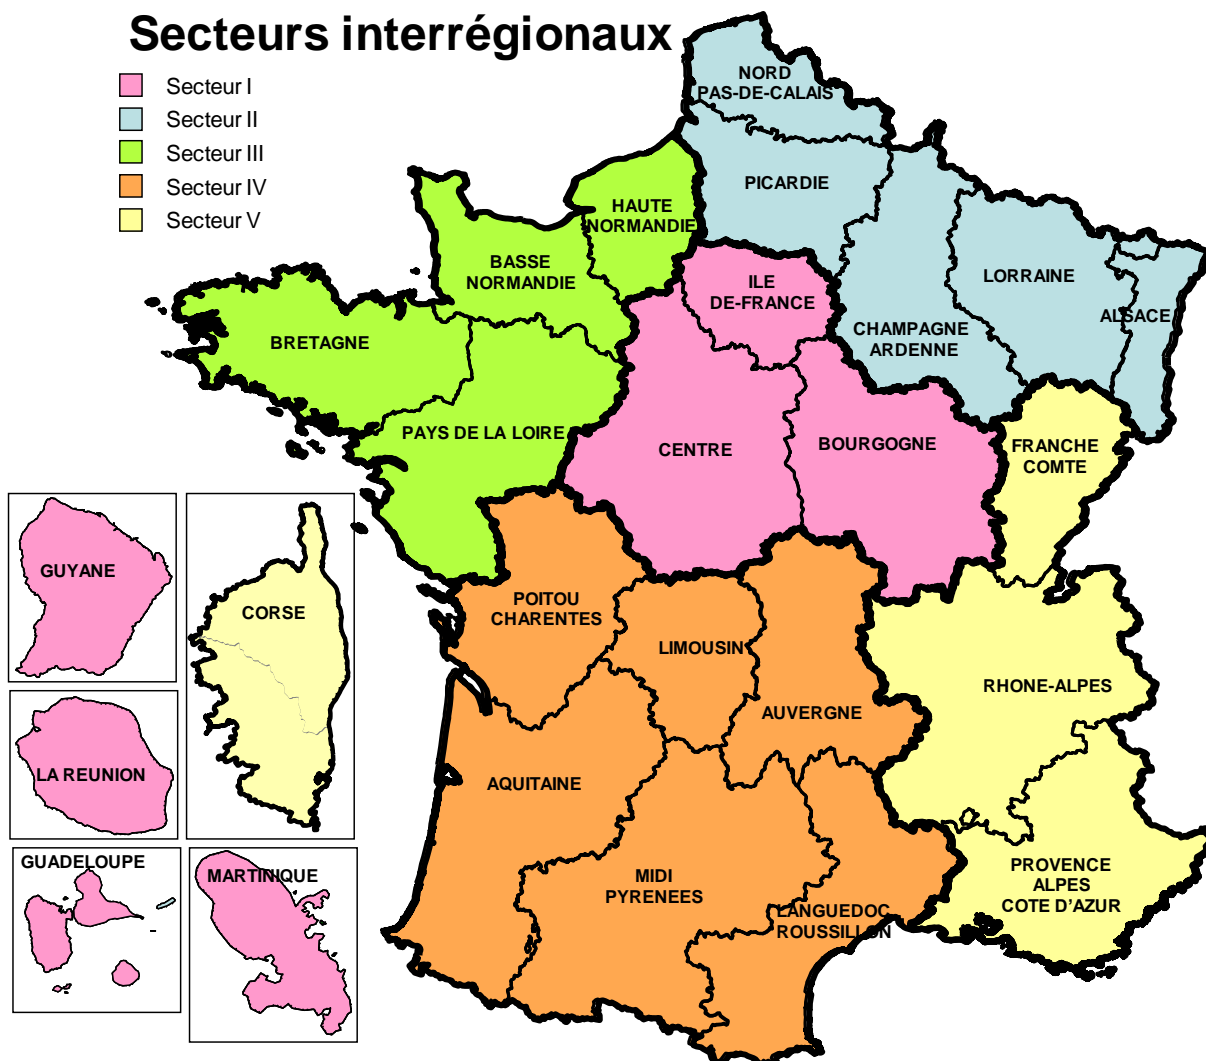 Secteurs interrégionaux
Secteur I
Secteur II
Secteur III
Secteur IV
Secteur V
NORD
PAS-DE-CALAIS
PICARDIE
HAUTE
NORMANDIE
BASSE
NORMANDIE
ILE
DE-FRANCE
LORRAINE
ALSACE
CHAMPAGNE
ARDENNE
BRETAGNE
PAYS DE LA LOIRE
CENTRE
BOURGOGNE
FRANCHE
COMTE
GUYANE
CORSE
POITOU
CHARENTES
LIMOUSIN
AUVERGNE
RHONE-ALPES
LA REUNION
AQUITAINE
GUADELOUPE
MARTINIQUE
MIDI
PYRENEES
LANGUEDOC
ROUSSILLON
PROVENCE
ALPES
COTE D'AZUR